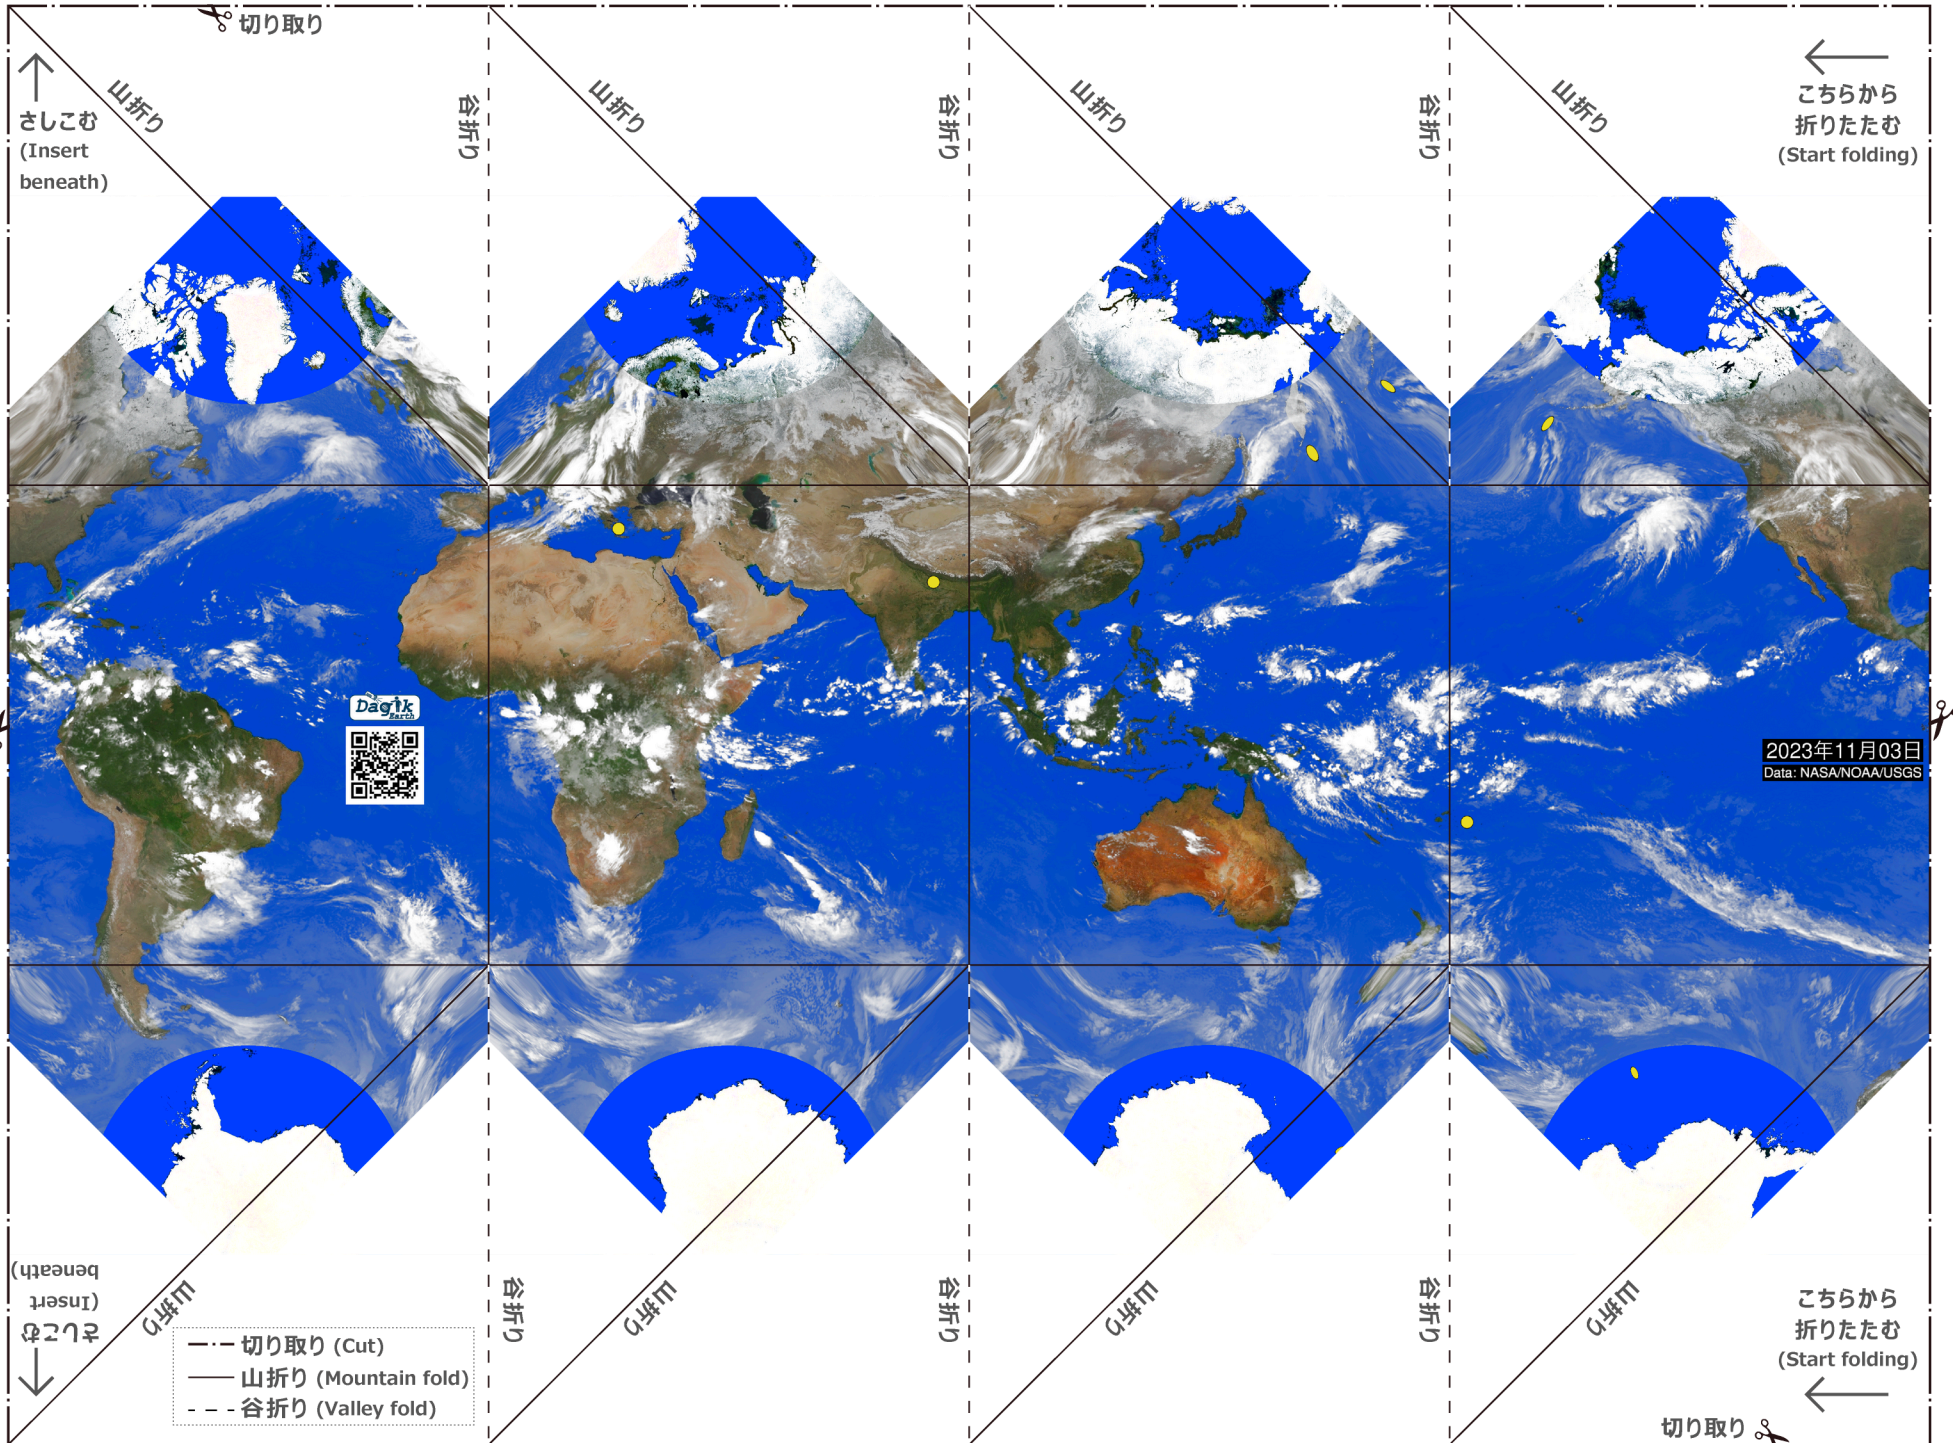 切り取り
さしこむ
(Insert
beneath)
山折り
谷折り
山折り
谷折り
山折り
谷折り
山折り
こちらから
折りたたむ
(Start folding)
Dagik
Earth
2023年11月03日
Data: NASA/NOAA/USGS
さしこむ
(Insert
beneath)
山折り
谷折り
山折り
谷折り
山折り
谷折り
山折り
こちらから
折りたたむ
(Start folding)
切り取り (Cut)
山折り (Mountain fold)
谷折り (Valley fold)
切り取り